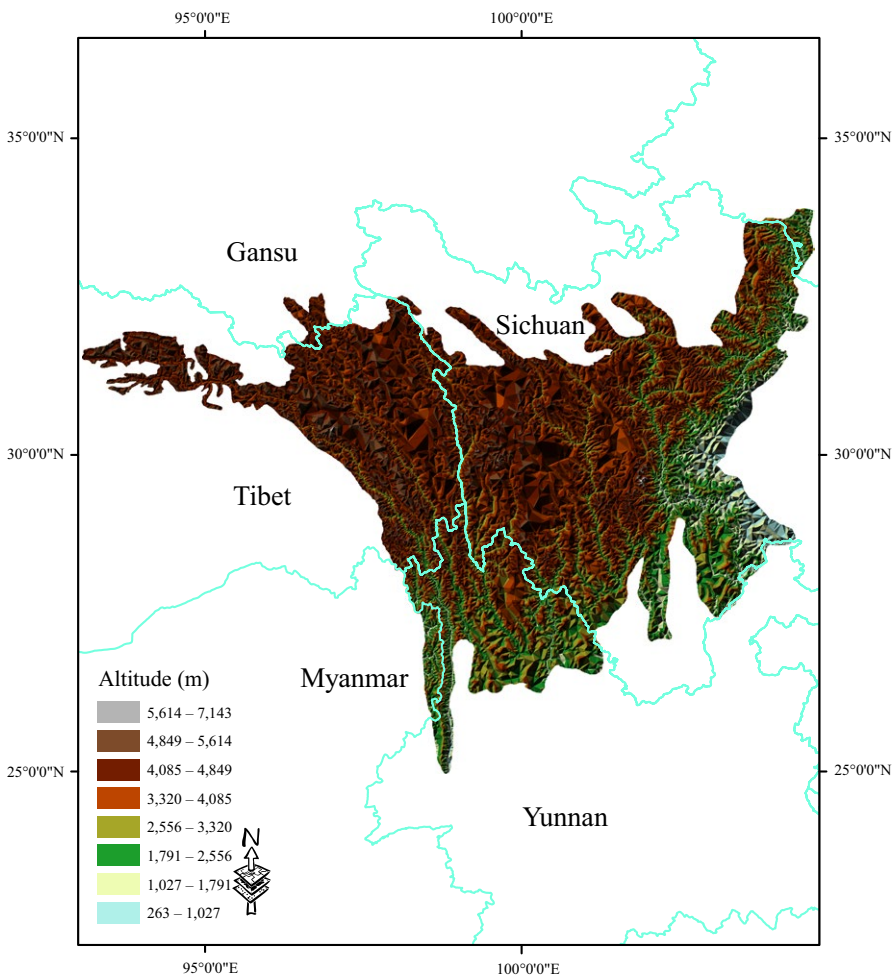 95°0'0"E 100°0'0"E
35°0'0"N 35°0'0"N
Gansu
Sichuan
30°0'0"N 30°0'0"N
Tibet
Myanmar
Altitude (m)
5,614 – 7,143
4,849 – 5,614
4,085 – 4,849
3,320 – 4,085
2,556 – 3,320
1,791 – 2,556
1,027 – 1,791
263 – 1,027
N
25°0'0"N 25°0'0"N
Yunnan
95°0'0"E 100°0'0"E